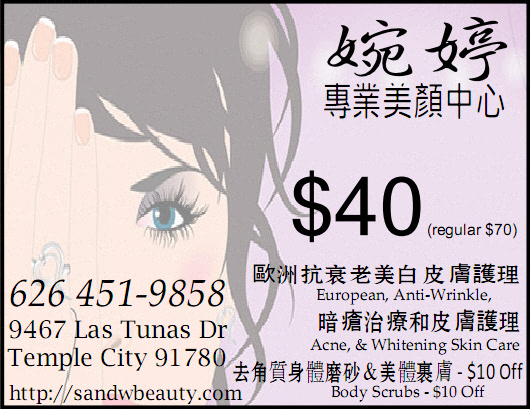 婉婷
專業美顏中心
$40 (regular $70)
歐洲抗衰老美白皮膚護理
European, Anti-Wrinkle,
暗瘡治療和皮膚護理
Acne, & Whitening Skin Care
去角質身體磨砂&美體裹膚 - $10 Off
Body Scrubs - $10 Off
626 451-9858
9467 Las Tunas Dr
Temple City 91780
http://sandwbeauty.com